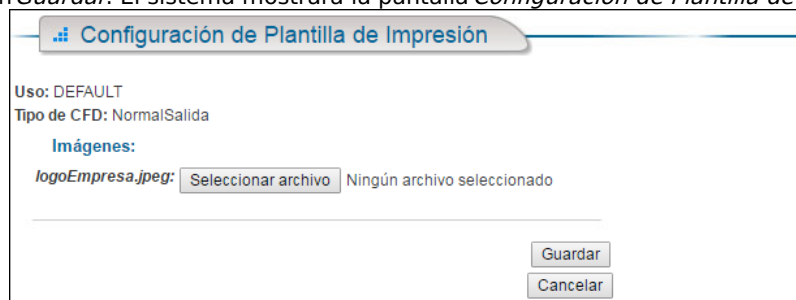 Guardar. El sistema mostrará la pantalla Configuración de Plantilla de
Configuración de Plantilla de Impresión
Uso: DEFAULT
Tipo de CFD: NormalSalida
Imágenes:
logoEmpresa.jpeg: Seleccionar archivo Ningún archivo seleccionado
Guardar
Cancelar